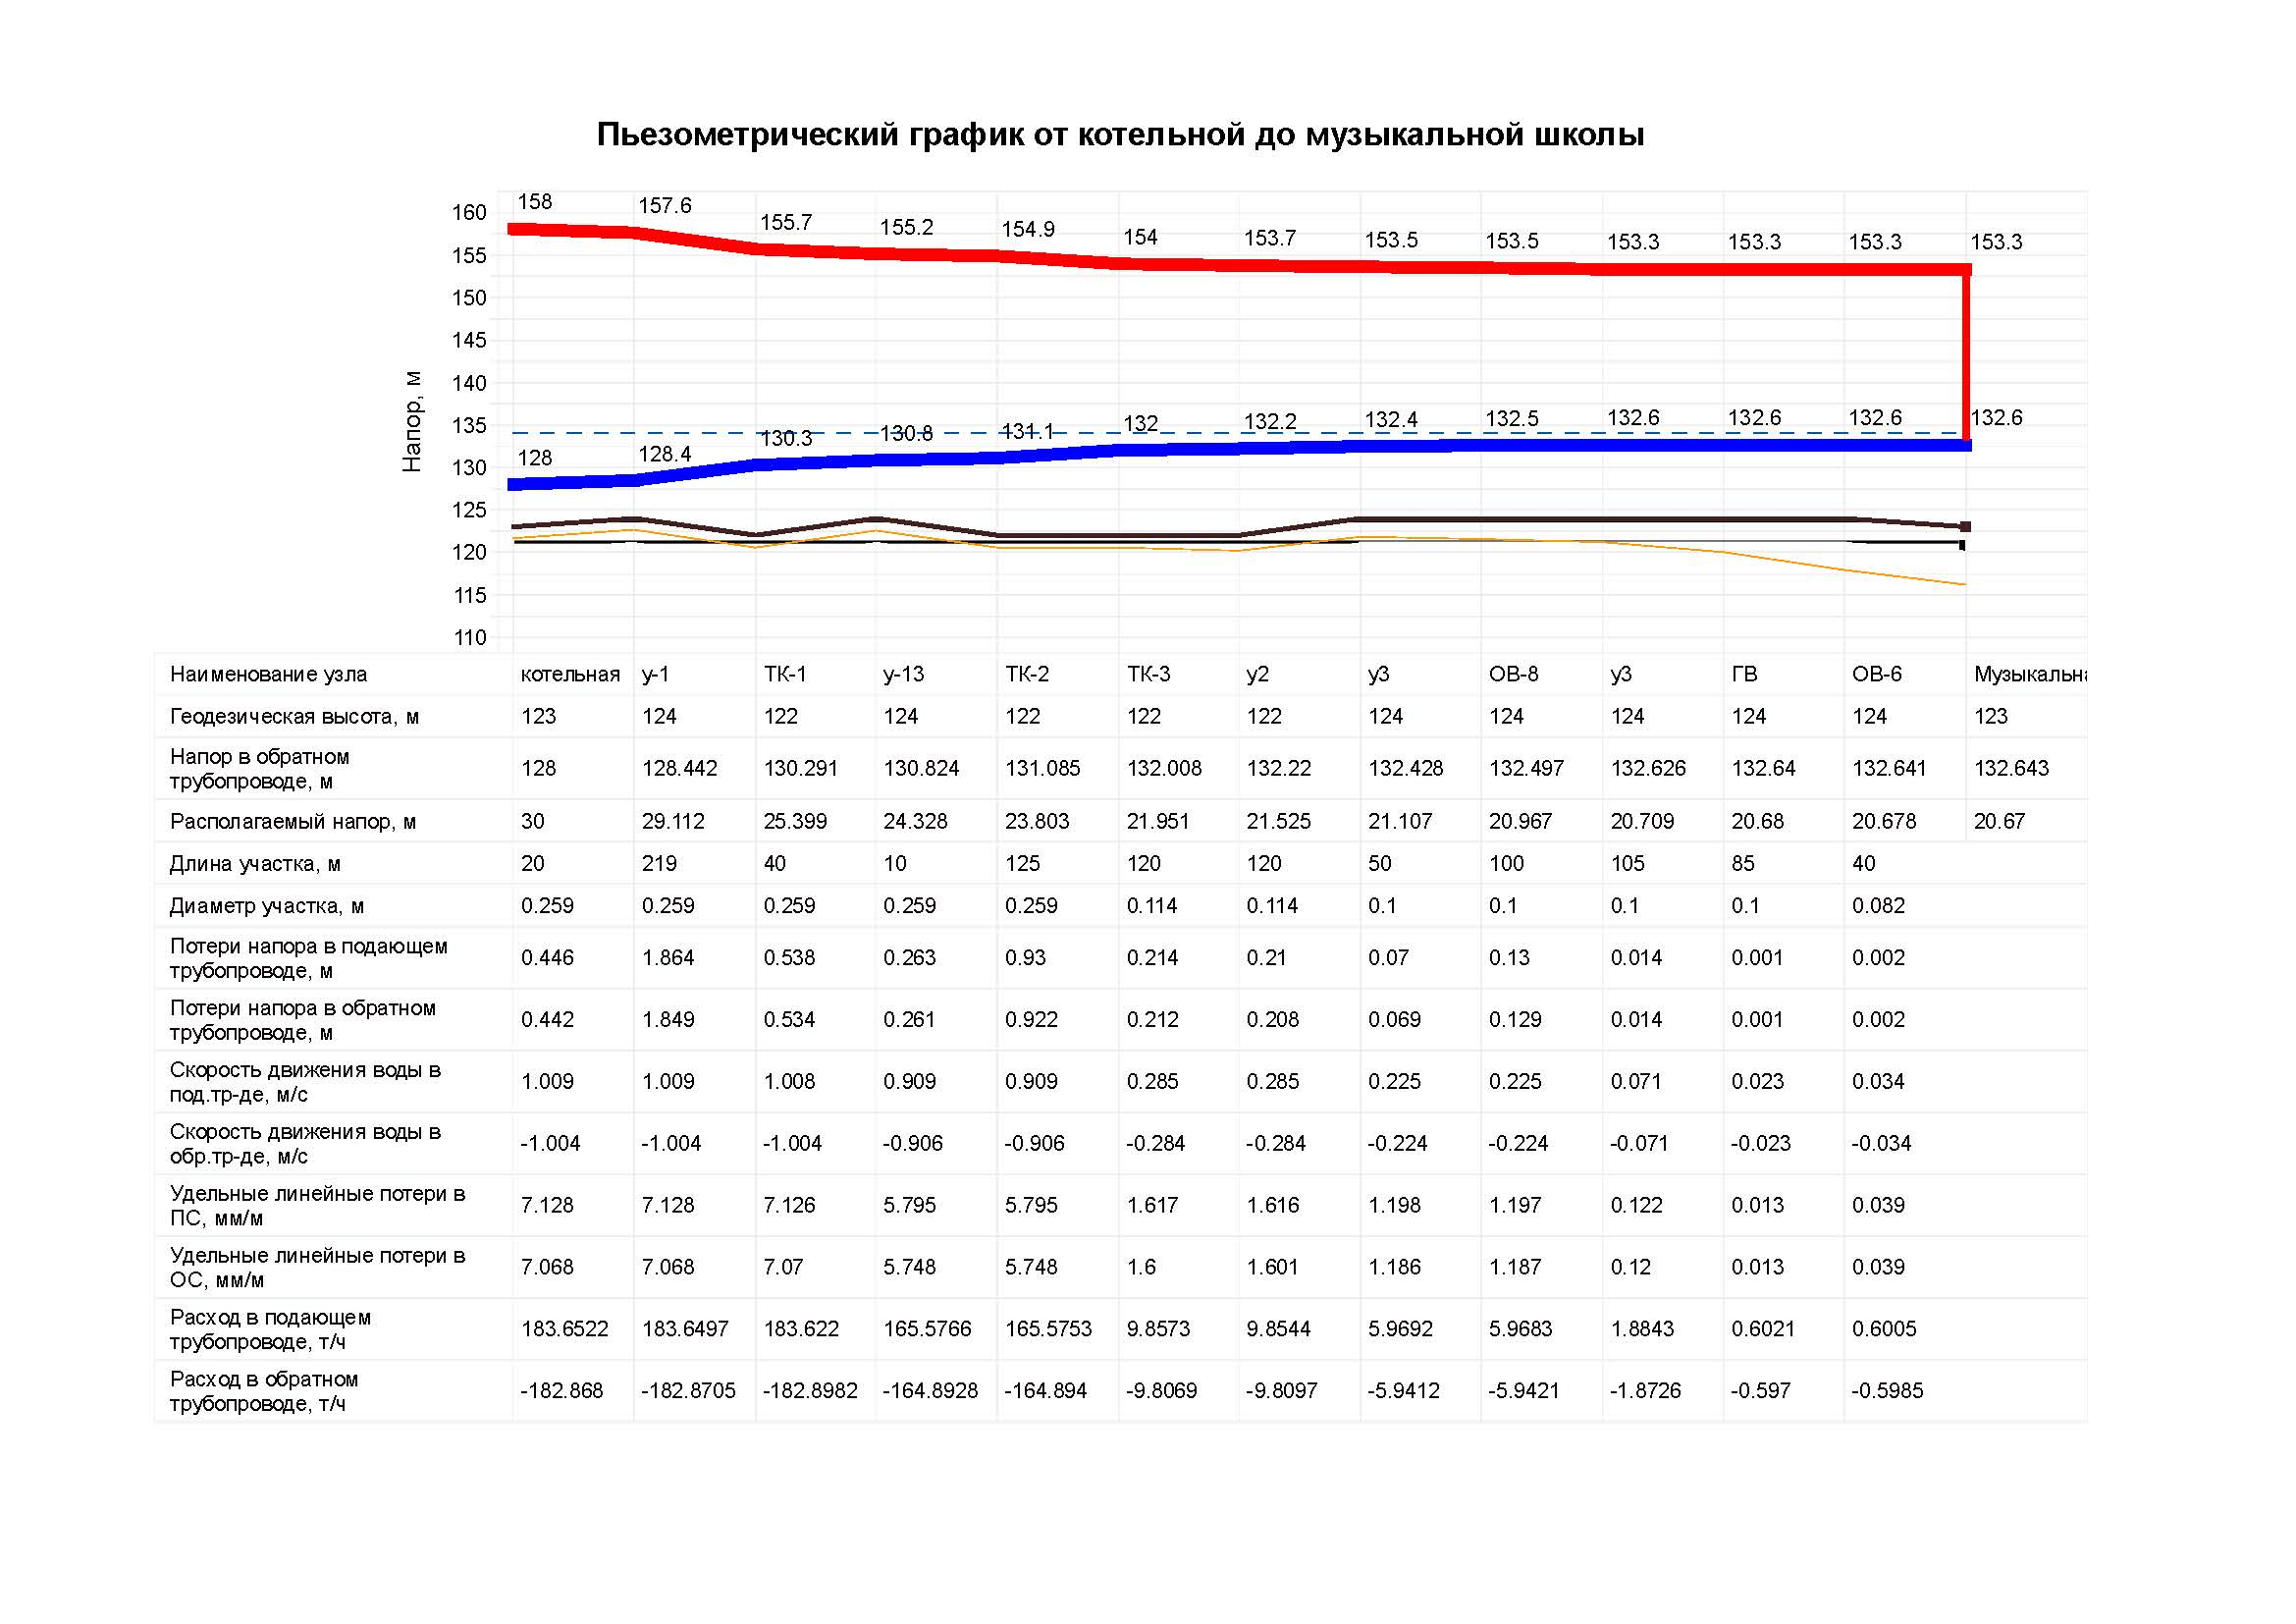 Пьезометрический график от котельной до музыкальной школы
158 157.6 155.7 155.2 154.9 154 153.7 153.5 153.5 153.3 153.3 153.3 153.3
160
155
150
145
140
135
130
125
120
115
110
Напор, м
128 128.4 130.3 130.8 131.1 132 132.2 132.4 132.5 132.6 132.6 132.6 132.6
Наименование узла котельная у-1 ТК-1 у-13 ТК-2 ТК-3 у2 у3 ОВ-8 у3 ГВ ОВ-6 Музыкальна
Геодезическая высота, м 123 124 122 124 122 122 122 124 124 124 124 124 123
Напор в обратном
трубопроводе, м 128 128.442 130.291 130.824 131.085 132.008 132.22 132.428 132.497 132.626 132.64 132.641 132.643
Располагаемый напор, м 30 29.112 25.399 24.328 23.803 21.951 21.525 21.107 20.967 20.709 20.68 20.678 20.67
Длина участка, м 20 219 40 10 125 120 120 50 100 105 85 40
Диаметр участка, м 0.259 0.259 0.259 0.259 0.259 0.114 0.114 0.1 0.1 0.1 0.1 0.082
Потери напора в подающем
трубопроводе, м 0.446 1.864 0.538 0.263 0.93 0.214 0.21 0.07 0.13 0.014 0.001 0.002
Потери напора в обратном
трубопроводе, м 0.442 1.849 0.534 0.261 0.922 0.212 0.208 0.069 0.129 0.014 0.001 0.002
Скорость движения воды в
под.тр-де, м/с 1.009 1.009 1.008 0.909 0.909 0.285 0.285 0.225 0.225 0.071 0.023 0.034
Скорость движения воды в
обр.тр-де, м/с -1.004 -1.004 -1.004 -0.906 -0.906 -0.284 -0.284 -0.224 -0.224 -0.071 -0.023 -0.034
Удельные линейные потери в
ПС, мм/м 7.128 7.128 7.126 5.795 5.795 1.617 1.616 1.198 1.197 0.122 0.013 0.039
Удельные линейные потери в
ОС, мм/м 7.068 7.068 7.07 5.748 5.748 1.6 1.601 1.186 1.187 0.12 0.013 0.039
Расход в подающем
трубопроводе, т/ч 183.6522 183.6497 183.622 165.5766 165.5753 9.8573 9.8544 5.9692 5.9683 1.8843 0.6021 0.6005
Расход в обратном
трубопроводе, т/ч -182.868 -182.8705 -182.8982 -164.8928 -164.894 -9.8069 -9.8097 -5.9412 -5.9421 -1.8726 -0.597 -0.5985